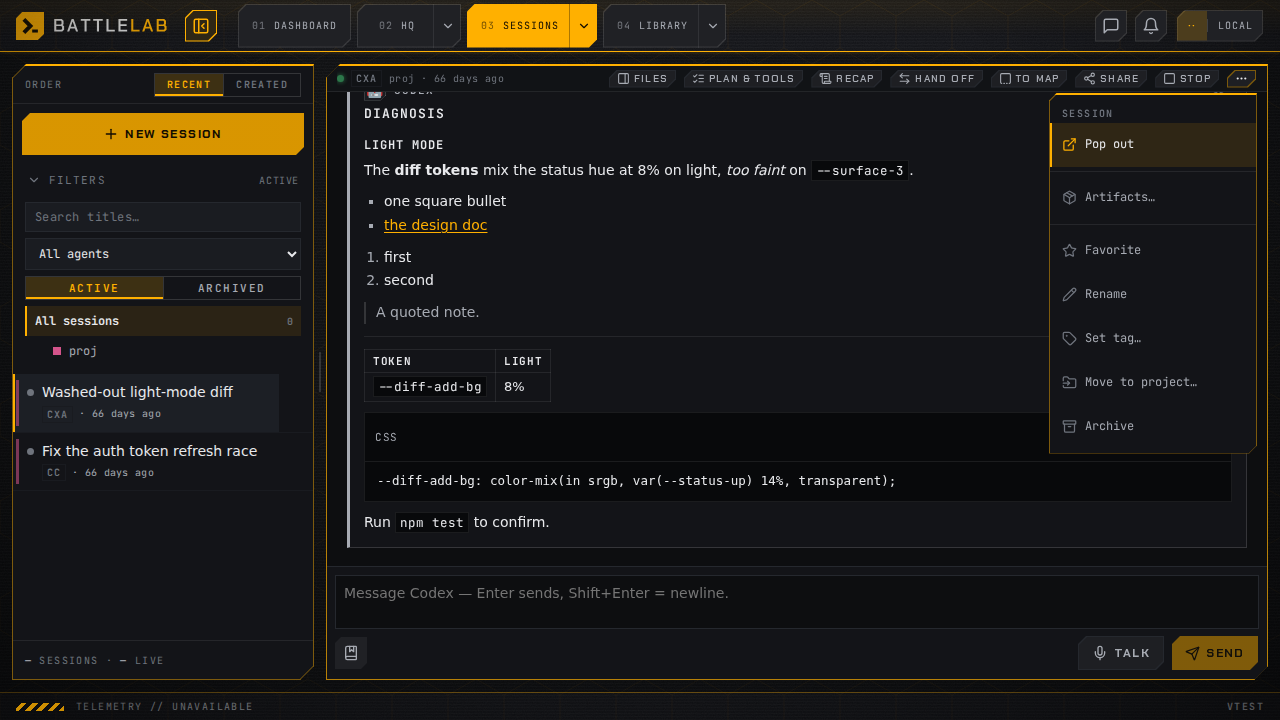 BATTLELAB
01 DASHBOARD
02 HQ
03 SESSIONS
04 LIBRARY
LOCAL
ORDER
RECENT
CREATED
NEW SESSION
FILTERS
ACTIVE
Search titles…
All agents
ACTIVE
ARCHIVED
All sessions 0
proj
Washed-out light-mode diff
CXA · 66 days ago
Fix the auth token refresh race
CC · 66 days ago
— SESSIONS · — LIVE
CXA proj · 66 days ago
FILES
PLAN & TOOLS
RECAP
HAND OFF
TO MAP
SHARE
STOP
CODEX
DIAGNOSIS
LIGHT MODE
The diff tokens mix the status hue at 8% on light, too faint on --surface-3.
one square bullet
the design doc
1. first
2. second
A quoted note.
TOKEN LIGHT
--diff-add-bg 8%
CSS
--diff-add-bg: color-mix(in srgb, var(--status-up) 14%, transparent);
Run npm test to confirm.
SESSION
Pop out
Artifacts…
Favorite
Rename
Set tag…
Move to project…
Archive
Message Codex — Enter sends, Shift+Enter = newline.
TALK
SEND
TELEMETRY // UNAVAILABLE
VTEST